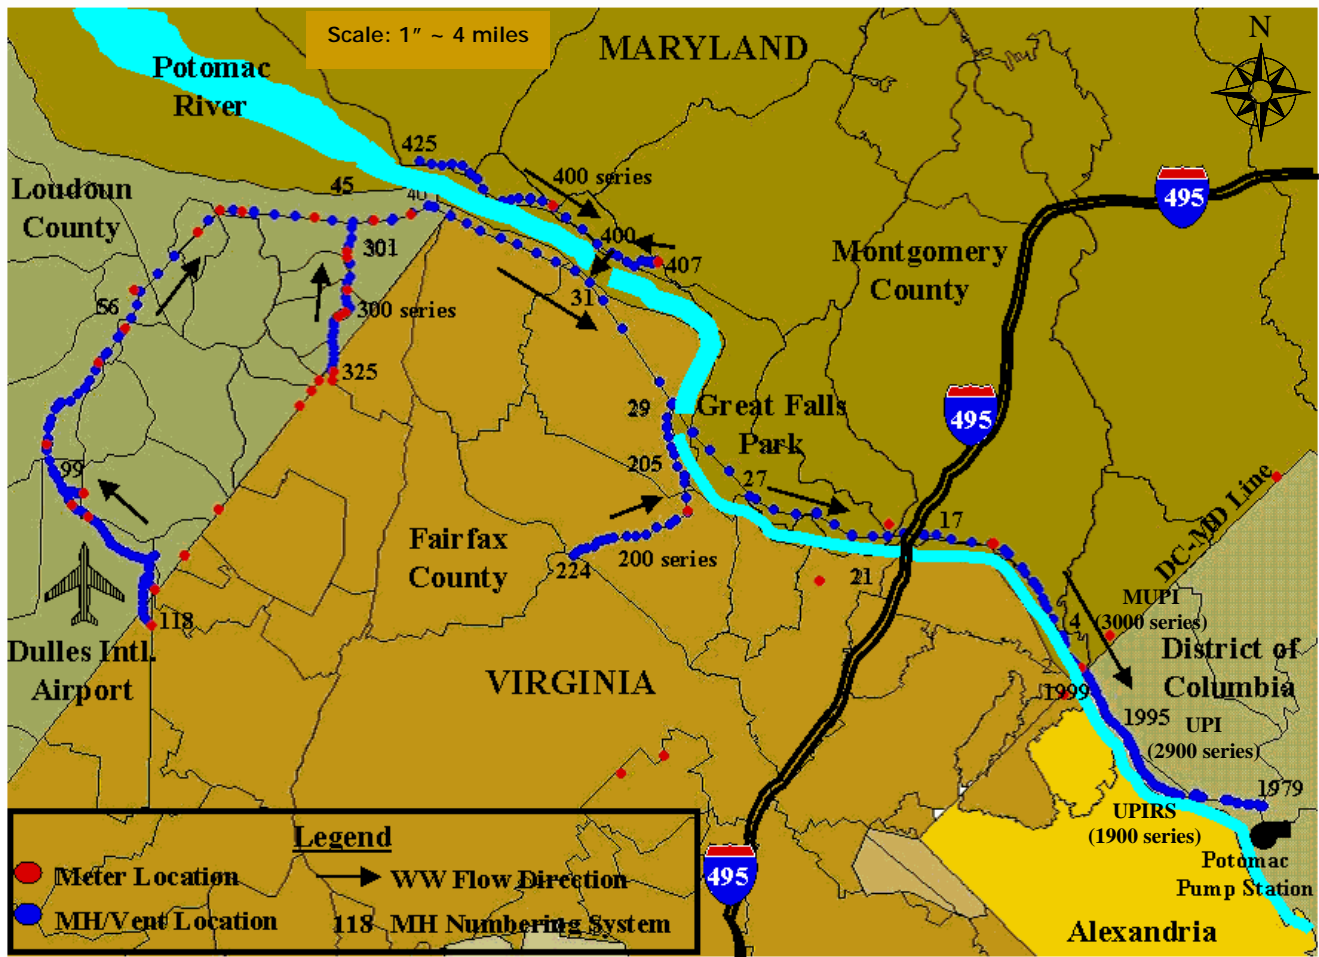 Scale: 1” ~ 4 miles
MARYLAND
N
Potomac
River
425
495
400 series
Loudoun
County
45
40
400
301
407
Montgomery
County
56
31
300 series
325
29
Great Falls
Park
495
99
205
27
DC-MD Line
17
Fairfax
County
200 series
224
21
118
MUPI
(3000 series)
4
Dulles Intl.
Airport
District of
Columbia
2
VIRGINIA
1999
1995
UPI
(2900 series)
1979
UPIRS
(1900 series)
Potomac
Pump Station
Legend
Meter Location
WW Flow Direction
495
MH/Vent Location
118 MH Numbering System
Alexandria